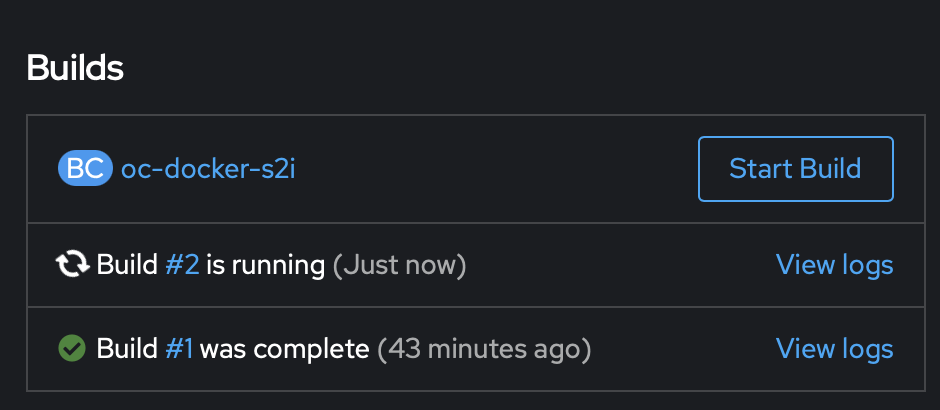 Builds
BC oc-docker-s2i Start Build
Build #2 is running (Just now) View logs
Build #1 was complete (43 minutes ago) View logs